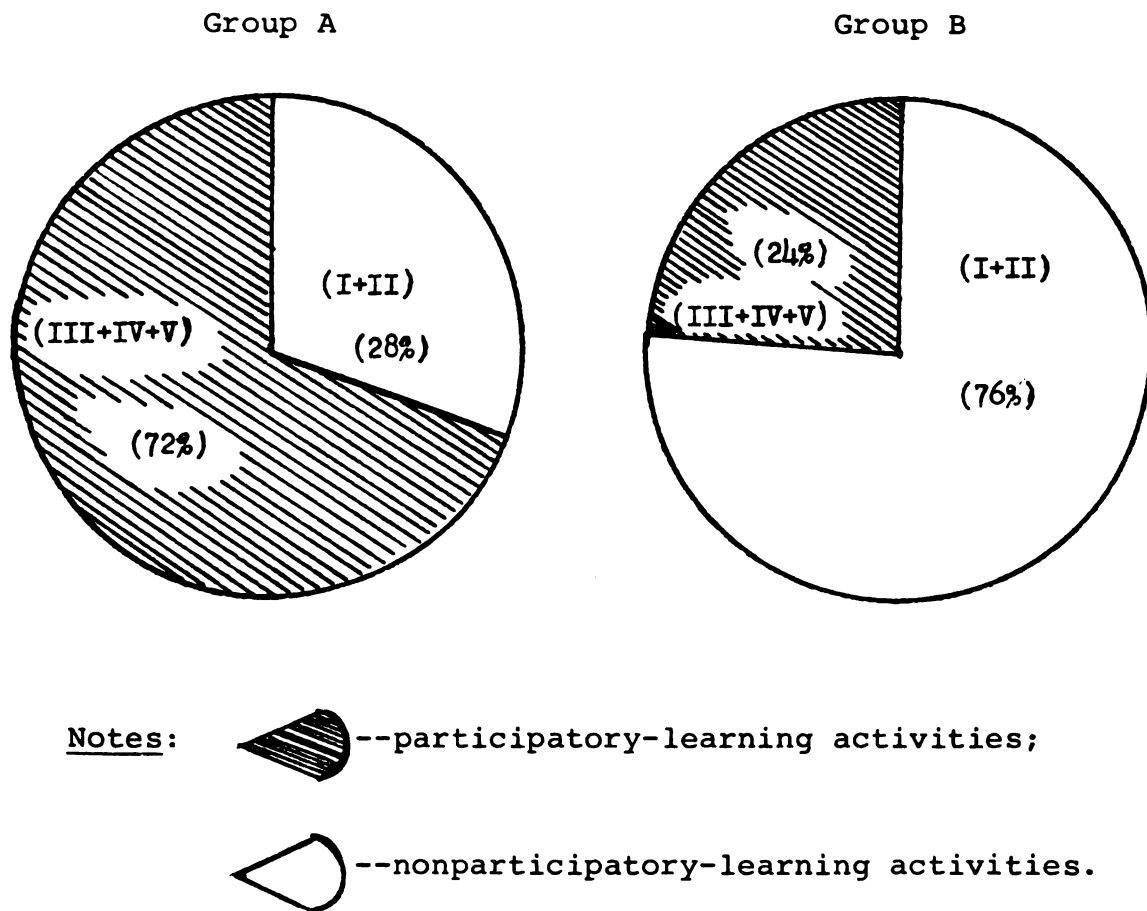 Group A
Group B
(I+II)
(28%)
(III+IV+V)
(72%)
(24%)
(III+IV+V)
(I+II)
(76%)
Notes: --participatory-learning activities;
--nonparticipatory-learning activities.